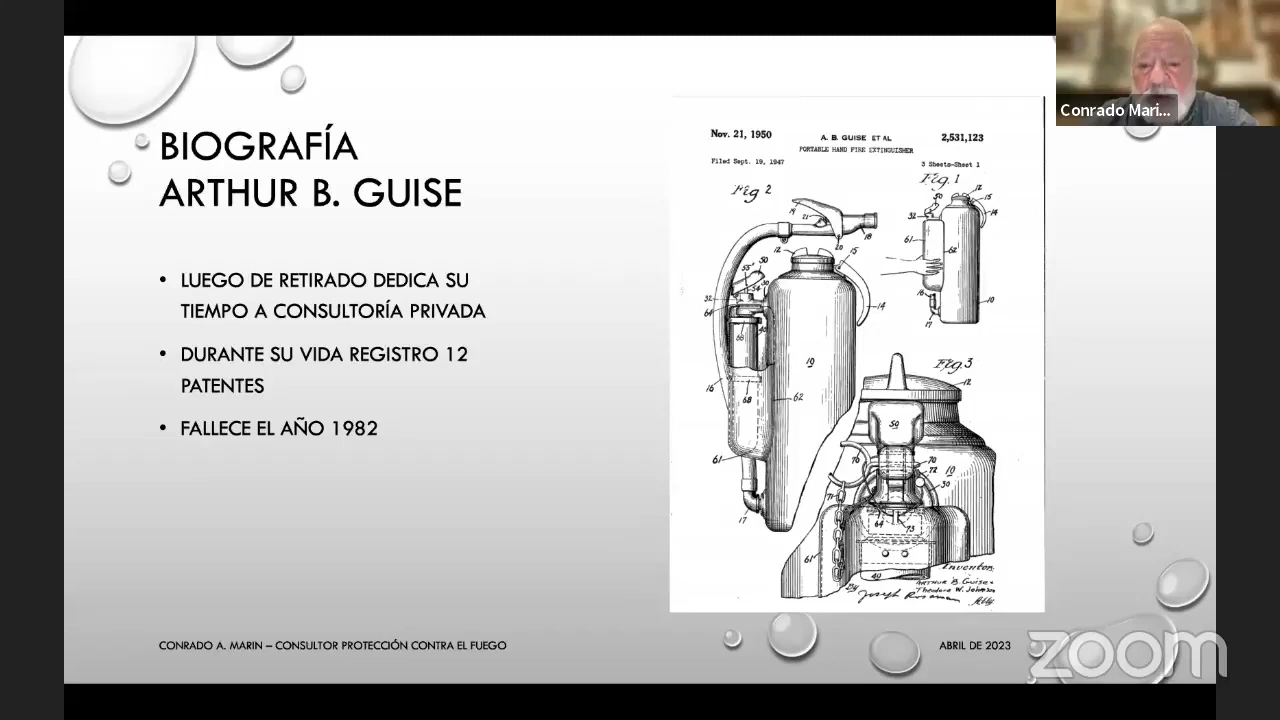 BIOGRAFÍA
ARTHUR B. GUISE
• LUEGO DE RETIRADO DEDICA SU
TIEMPO A CONSULTORÍA PRIVADA
• DURANTE SU VIDA REGISTRO 12
PATENTES
• FALLECE EL AÑO 1982
Nov. 21, 1950
A. B. GUISE ET AL
2,531,123
PORTABLE HAND FIRE EXTINGUISHER
Filed Sept. 19, 1947
3 Sheets-Sheet 1
Fig. 1
Fig 2
Fig. 3
Inventor
ARTHUR B. Guise &
Theodore W. Johnson
By
Atty
CONRADO A. MARIN – CONSULTOR PROTECCIÓN CONTRA EL FUEGO
ABRIL DE 2023
Conrado Mari...
zoom